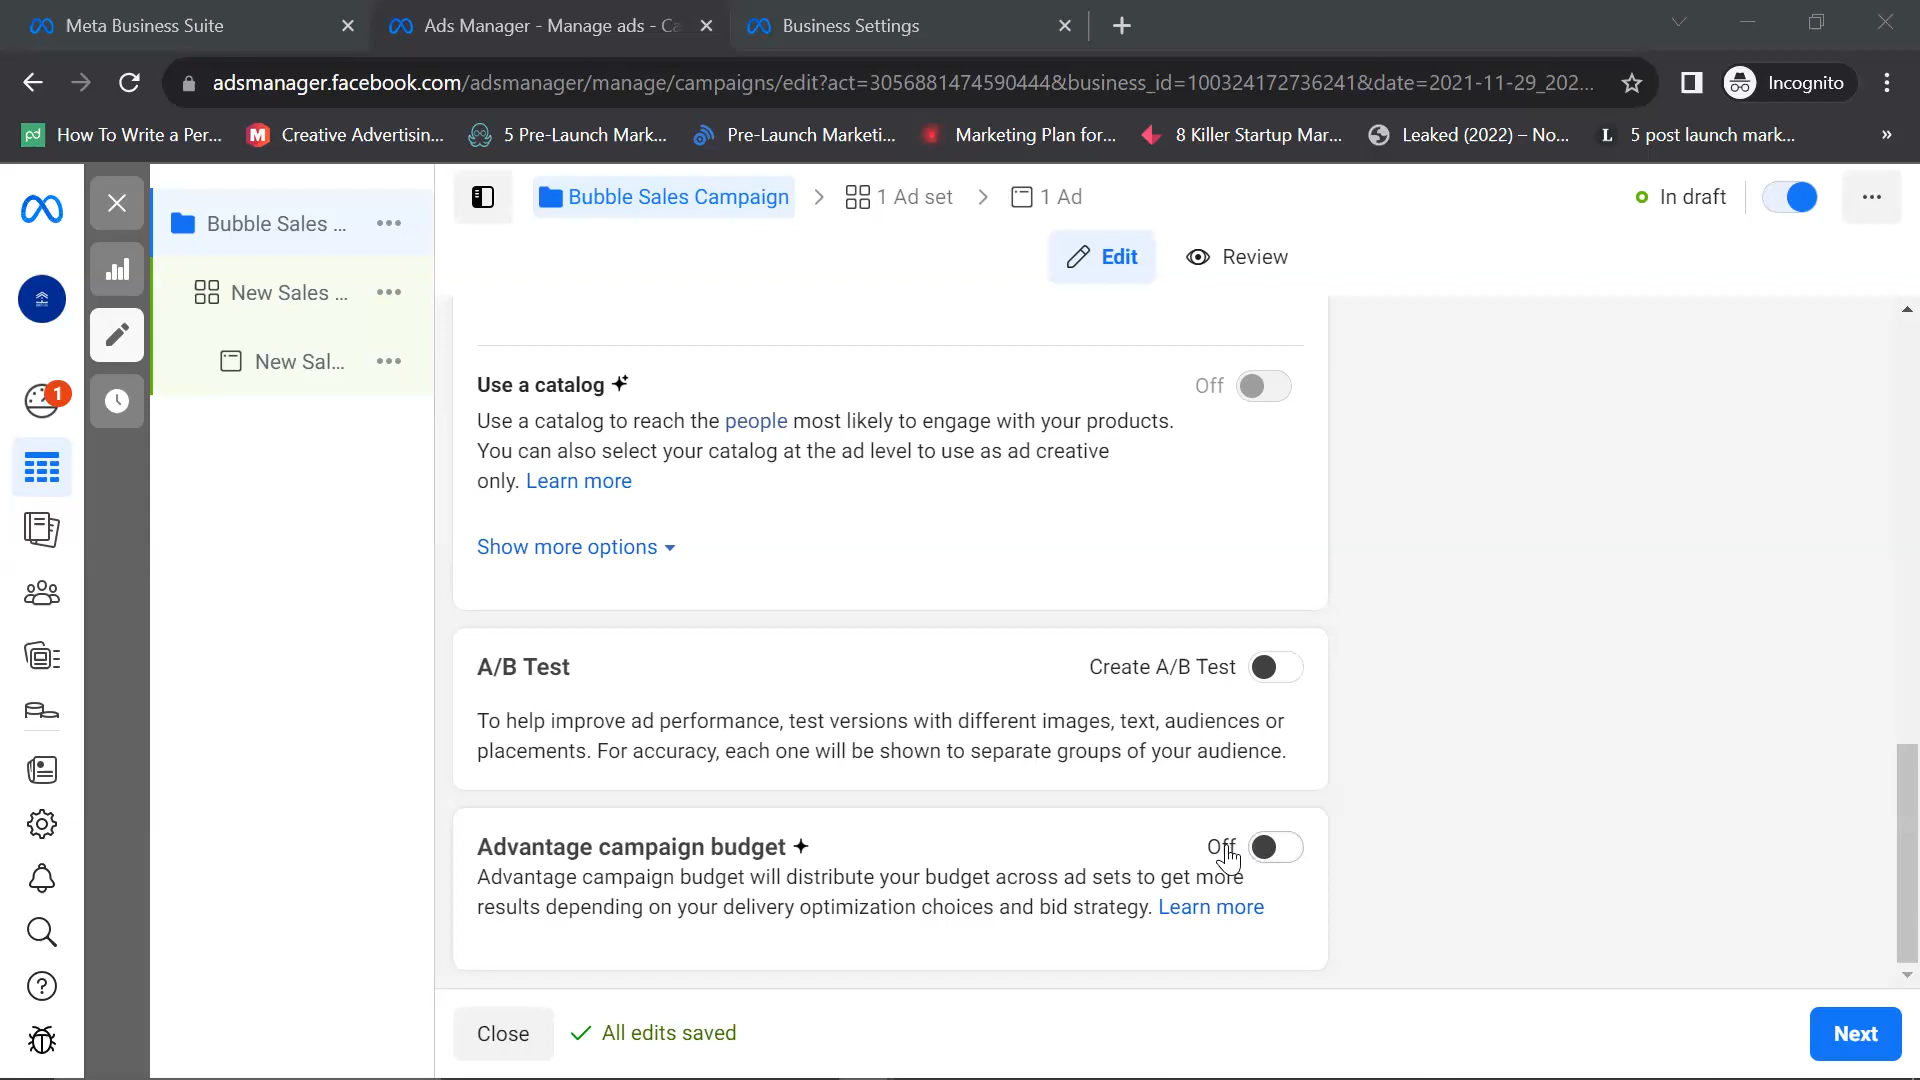 Meta Business Suite
Ads Manager - Manage ads - Ca
Business Settings
adsmanager.facebook.com/adsmanager/manage/campaigns/edit?act=305688147459044​4&business_id=100324172736241&date=2021-11-29_202...
Incognito
pd How To Write a Per...
M Creative Advertisin...
5 Pre-Launch Mark...
Pre-Launch Marketi...
Marketing Plan for...
8 Killer Startup Mar...
Leaked (2022) – No...
L 5 post launch mark...
»
Bubble Sales Campaign
1 Ad set
1 Ad
In draft
Bubble Sales ...
Edit
Review
New Sales ...
New Sal...
1
Use a catalog
Off
Use a catalog to reach the people most likely to engage with your products.
You can also select your catalog at the ad level to use as ad creative
only. Learn more
Show more options
A/B Test
Create A/B Test
To help improve ad performance, test versions with different images, text, audiences or
placements. For accuracy, each one will be shown to separate groups of your audience.
Advantage campaign budget
Off
Advantage campaign budget will distribute your budget across ad sets to get more
results depending on your delivery optimization choices and bid strategy. Learn more
Close
All edits saved
Next